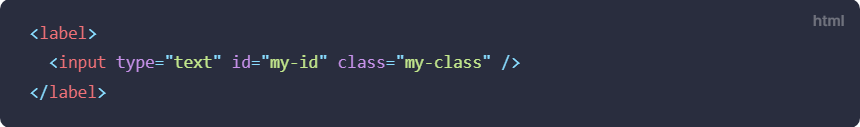 html
<label>
  <input type="text" id="my-id" class="my-class" />
</label>